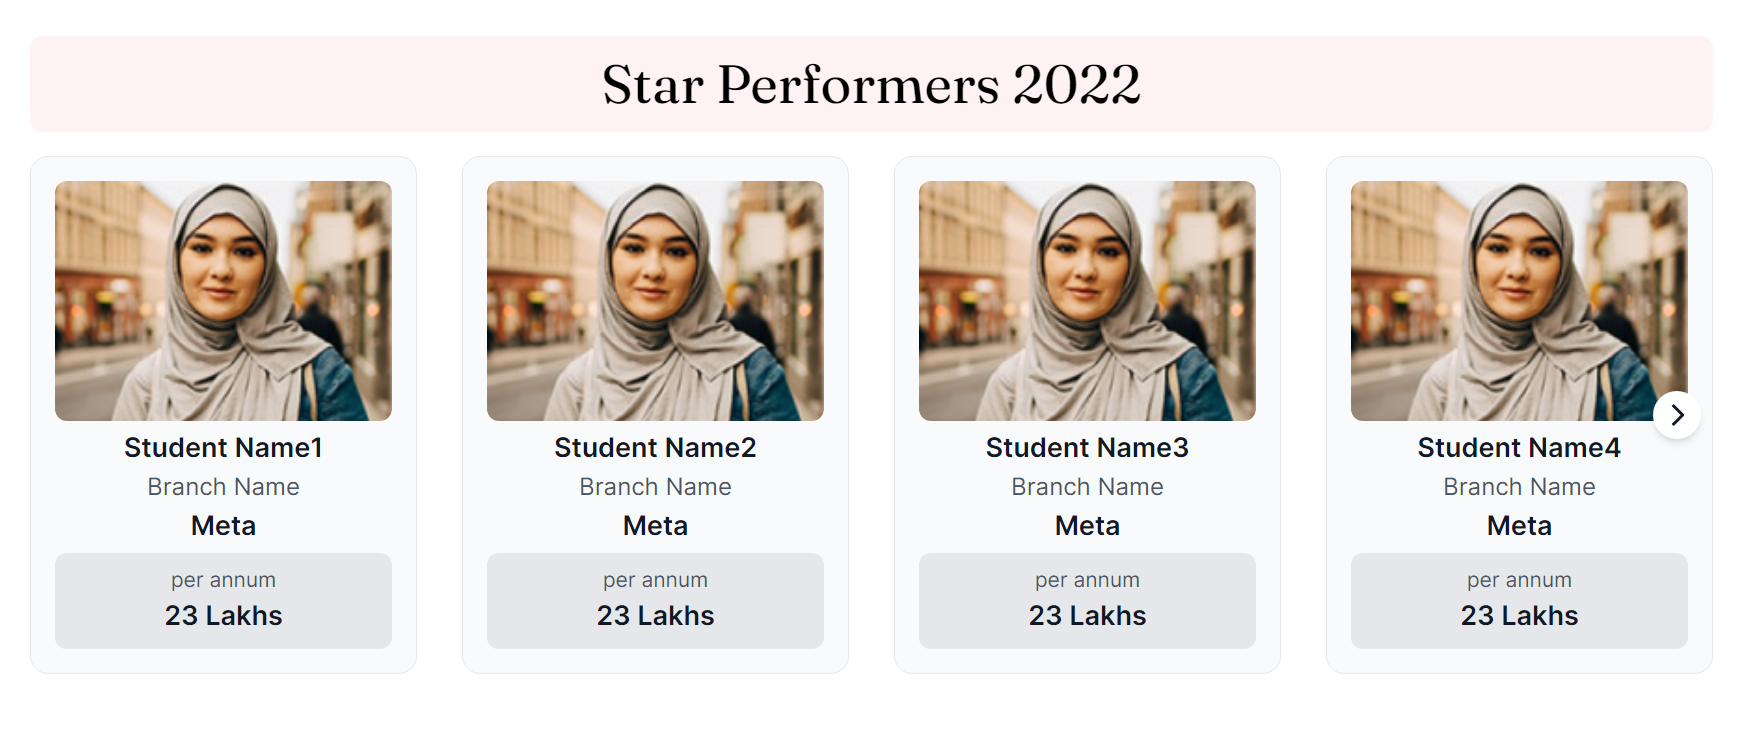 Star Performers 2022
Student Name1
Branch Name
Meta
per annum
23 Lakhs
Student Name2
Branch Name
Meta
per annum
23 Lakhs
Student Name3
Branch Name
Meta
per annum
23 Lakhs
Student Name4
Branch Name
Meta
per annum
23 Lakhs